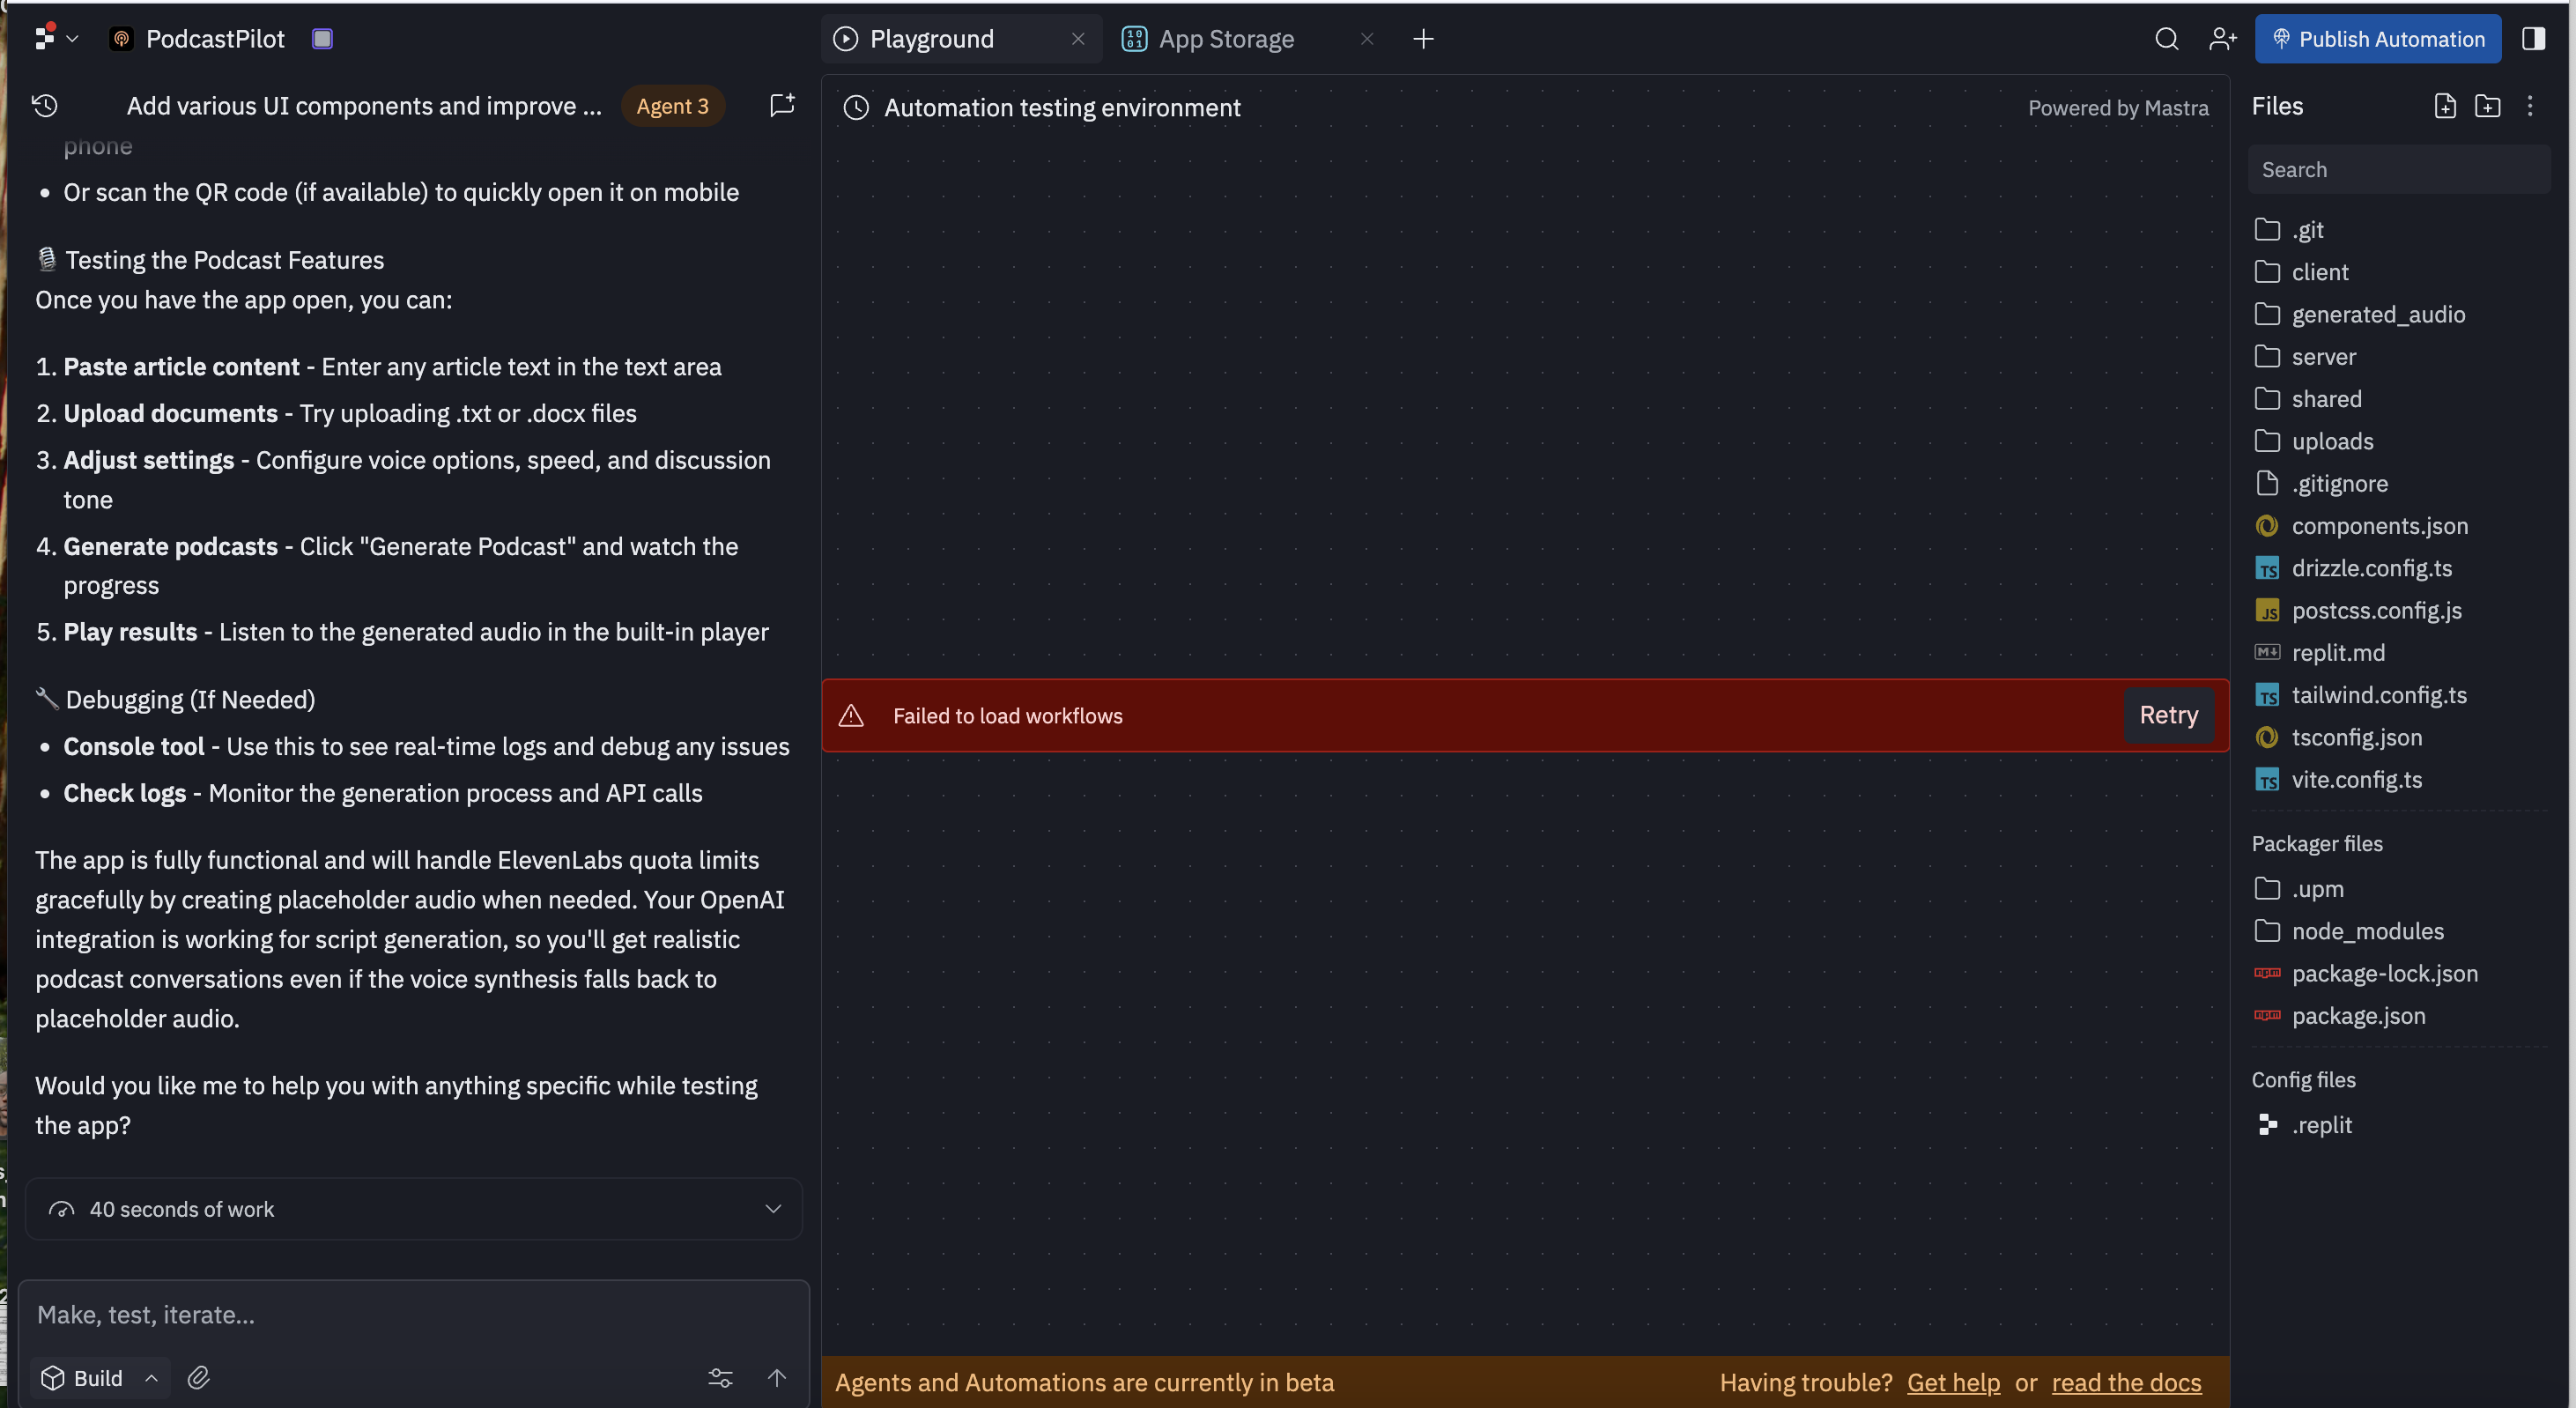 PodcastPilot
Playground
App Storage
Publish Automation
Add various UI components and improve ...
Agent 3
phone
• Or scan the QR code (if available) to quickly open it on mobile
🎙️ Testing the Podcast Features
Once you have the app open, you can:
1. Paste article content - Enter any article text in the text area
2. Upload documents - Try uploading .txt or .docx files
3. Adjust settings - Configure voice options, speed, and discussion
tone
4. Generate podcasts - Click "Generate Podcast" and watch the
progress
5. Play results - Listen to the generated audio in the built-in player
🔧 Debugging (If Needed)
• Console tool - Use this to see real-time logs and debug any issues
• Check logs - Monitor the generation process and API calls
The app is fully functional and will handle ElevenLabs quota limits
gracefully by creating placeholder audio when needed. Your OpenAI
integration is working for script generation, so you'll get realistic
podcast conversations even if the voice synthesis falls back to
placeholder audio.
Would you like me to help you with anything specific while testing
the app?
40 seconds of work
Make, test, iterate...
Build
Automation testing environment
Powered by Mastra
Failed to load workflows
Retry
Agents and Automations are currently in beta
Having trouble? Get help or read the docs
Files
Search
.git
client
generated_audio
server
shared
uploads
.gitignore
components.json
TS drizzle.config.ts
JS postcss.config.js
M↓ replit.md
TS tailwind.config.ts
tsconfig.json
TS vite.config.ts
Packager files
.upm
node_modules
package-lock.json
package.json
Config files
.replit